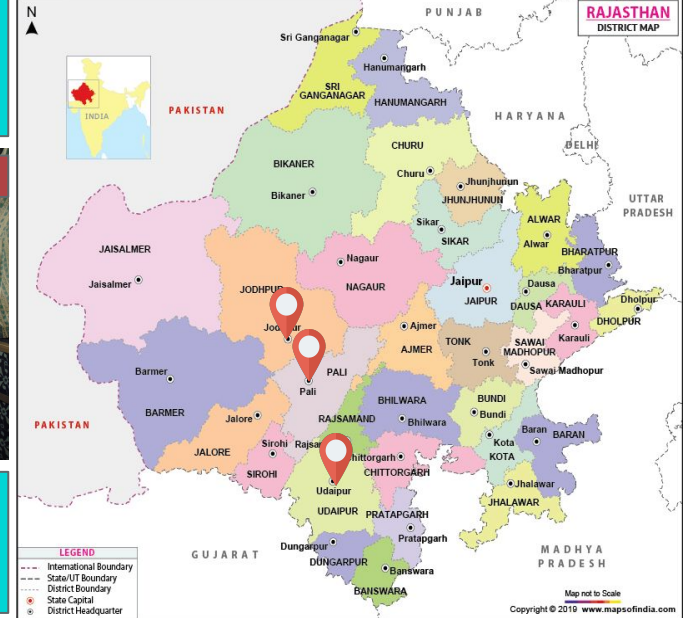 N
PUNJAB
RAJASTHAN
DISTRICT MAP
Sri Ganganagar
Hanumangarh
SRI
GANGANAGAR
HANUMANGARH
INDIA
PAKISTAN
HARYANA
DELHI
CHURU
Churu
BIKANER
Bikaner
Jhunjhunun
JHUNJHUNUN
UTTAR
PRADESH
Sikar
SIKAR
ALWAR
Alwar
BHARATPUR
Bharatpur
JAISALMER
Jaisalmer
Nagaur
NAGAUR
JODHPUR
Jaipur
JAIPUR
Dausa
DAUSA
KARAULI
Karauli
Dholpur
DHOLPUR
Ajmer
AJMER
TONK
Tonk
SAWAI
MADHOPUR
Sawai Madhopur
PALI
Pali
Barmer
BARMER
BHILWARA
Bhilwara
BUNDI
Bundi
RAJSAMAND
Jalore
JALORE
PAKISTAN
Kota
KOTA
Baran
BARAN
Sirohi
SIROHI
CHITTORGARH
Jhalawar
JHALAWAR
Udaipur
UDAIPUR
PRATAPGARH
Pratapgarh
GUJARAT
Dungarpur
DUNGARPUR
Banswara
BANSWARA
MADHYA
PRADESH
LEGEND
International Boundary
State/UT Boundary
District Boundary
State Capital
District Headquarter
Map not to Scale
Copyright © 2019 www.mapsofindia.com